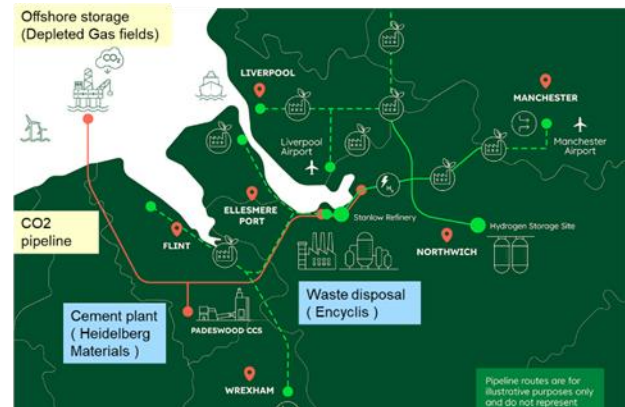 Offshore storage
(Depleted Gas fields)
CO₂
LIVERPOOL
MANCHESTER
Liverpool
Airport
Manchester
Airport
H₂
ELLESMERE
PORT
Stanlow Refinery
Hydrogen Storage Site
CO2
pipeline
FLINT
NORTHWICH
Cement plant
( Heidelberg
Materials )
Waste disposal
( Encyclis )
PADESWOOD CCS
WREXHAM
Pipeline routes are for
illustrative purposes only
and do not represent